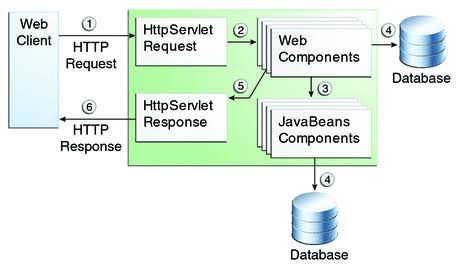 Web
Client
1
HTTP
Request
HttpServlet
Request
2
Web
Components
4
Database
3
5
6
HTTP
Response
HttpServlet
Response
JavaBeans
Components
4
Database